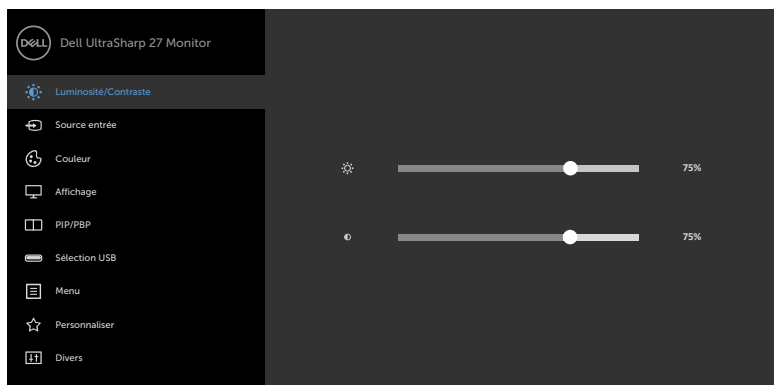 DELL
Dell UltraSharp 27 Monitor
Luminosité/Contraste
Source entrée
Couleur
Affichage
PIP/PBP
Sélection USB
Menu
Personnaliser
Divers
75%
75%